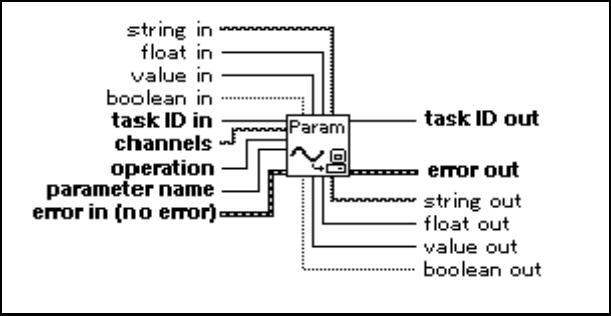 string in
float in
value in
boolean in
task ID in
channels
operation
parameter name
error in (no error)
Param
task ID out
error out
string out
float out
value out
boolean out